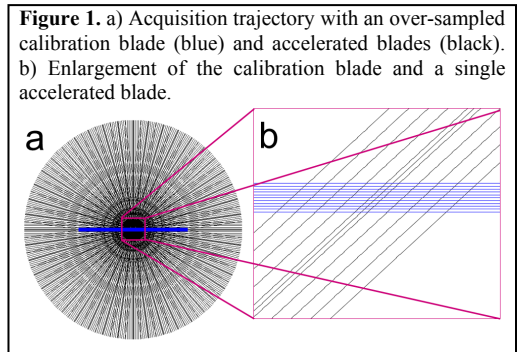 Figure 1. a) Acquisition trajectory with an over-sampled
calibration blade (blue) and accelerated blades (black).
b) Enlargement of the calibration blade and a single
accelerated blade.
a
b